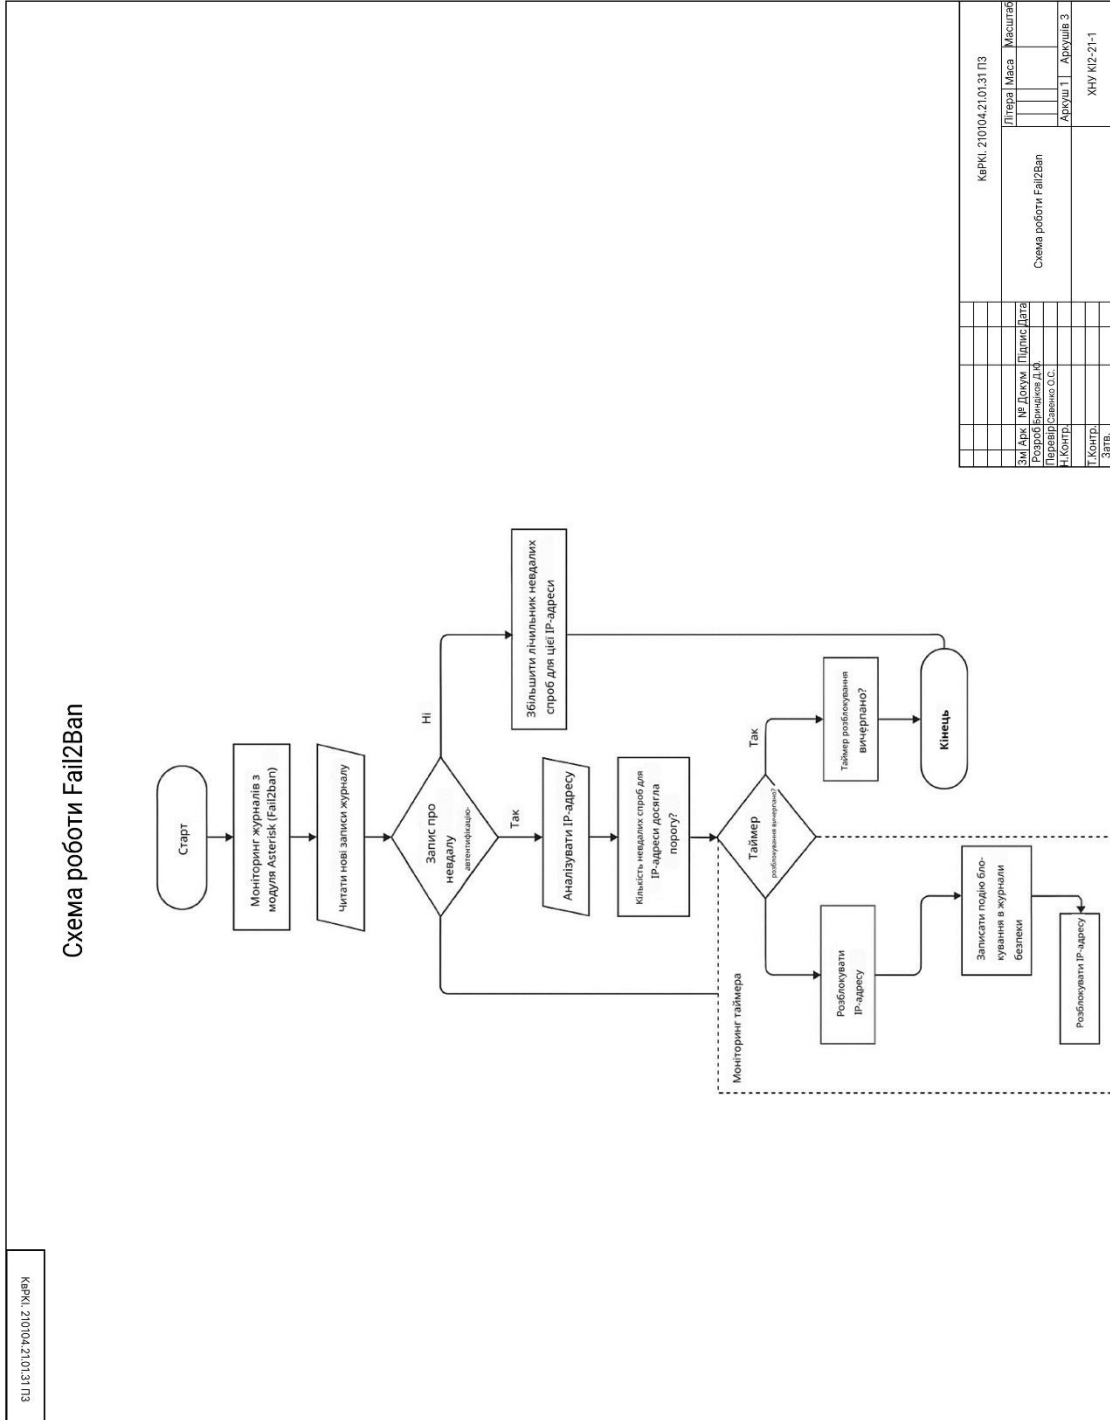 КвРКІ. 210104.21.01.31 ПЗ
Схема роботи Fail2Ban
Старт
Моніторинг журналів з
модуля Asterisk (Fail2ban)
Читати нові записи журналу
Запис про
невдалу
автентифікацію-
Ні
Так
Збільшити лічильник невдалих
спроб для цієї IP-адреси
Аналізувати IP-адресу
Кількість невдалих спроб для
IP-адреси досягла
порогу?
Таймер
розблокування вичерпано?
Так
Таймер розблокування
вичерпано?
Кінець
Моніторинг таймера
Розблокувати
IP-адресу
Записати подію бло-
кування в журнали
безпеки
Розблокувати IP-адресу
КвРКІ. 210104.21.01.31 ПЗ
Зм Арк № Докум Підпис Дата
Розроб Бриндіков Д.Ю.
Перевір Савенко О.С.
Н.Контр.
Т.Контр.
Затв.
Схема роботи Fail2Ban
Літера Маса Масштаб
Аркуш 1 Аркушів 3
ХНУ КІ2-21-1